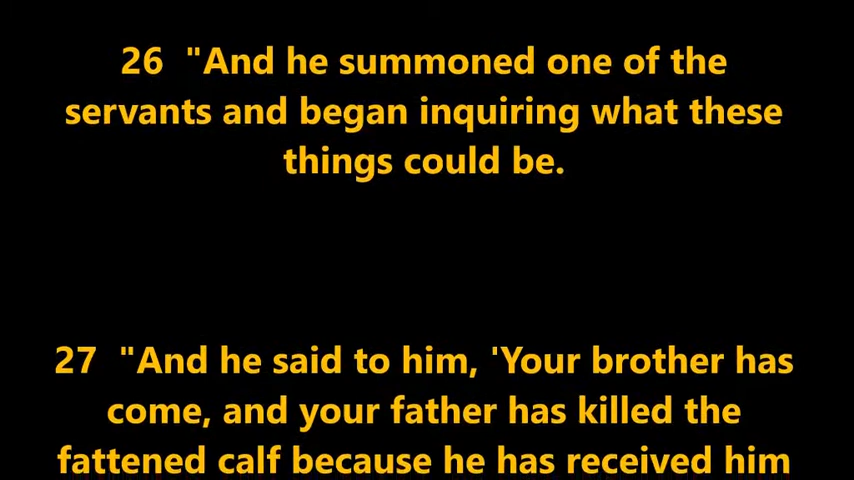 26  "And he summoned one of the
servants and began inquiring what these
things could be.
27  "And he said to him, 'Your brother has
come, and your father has killed the
fattened calf because he has received him